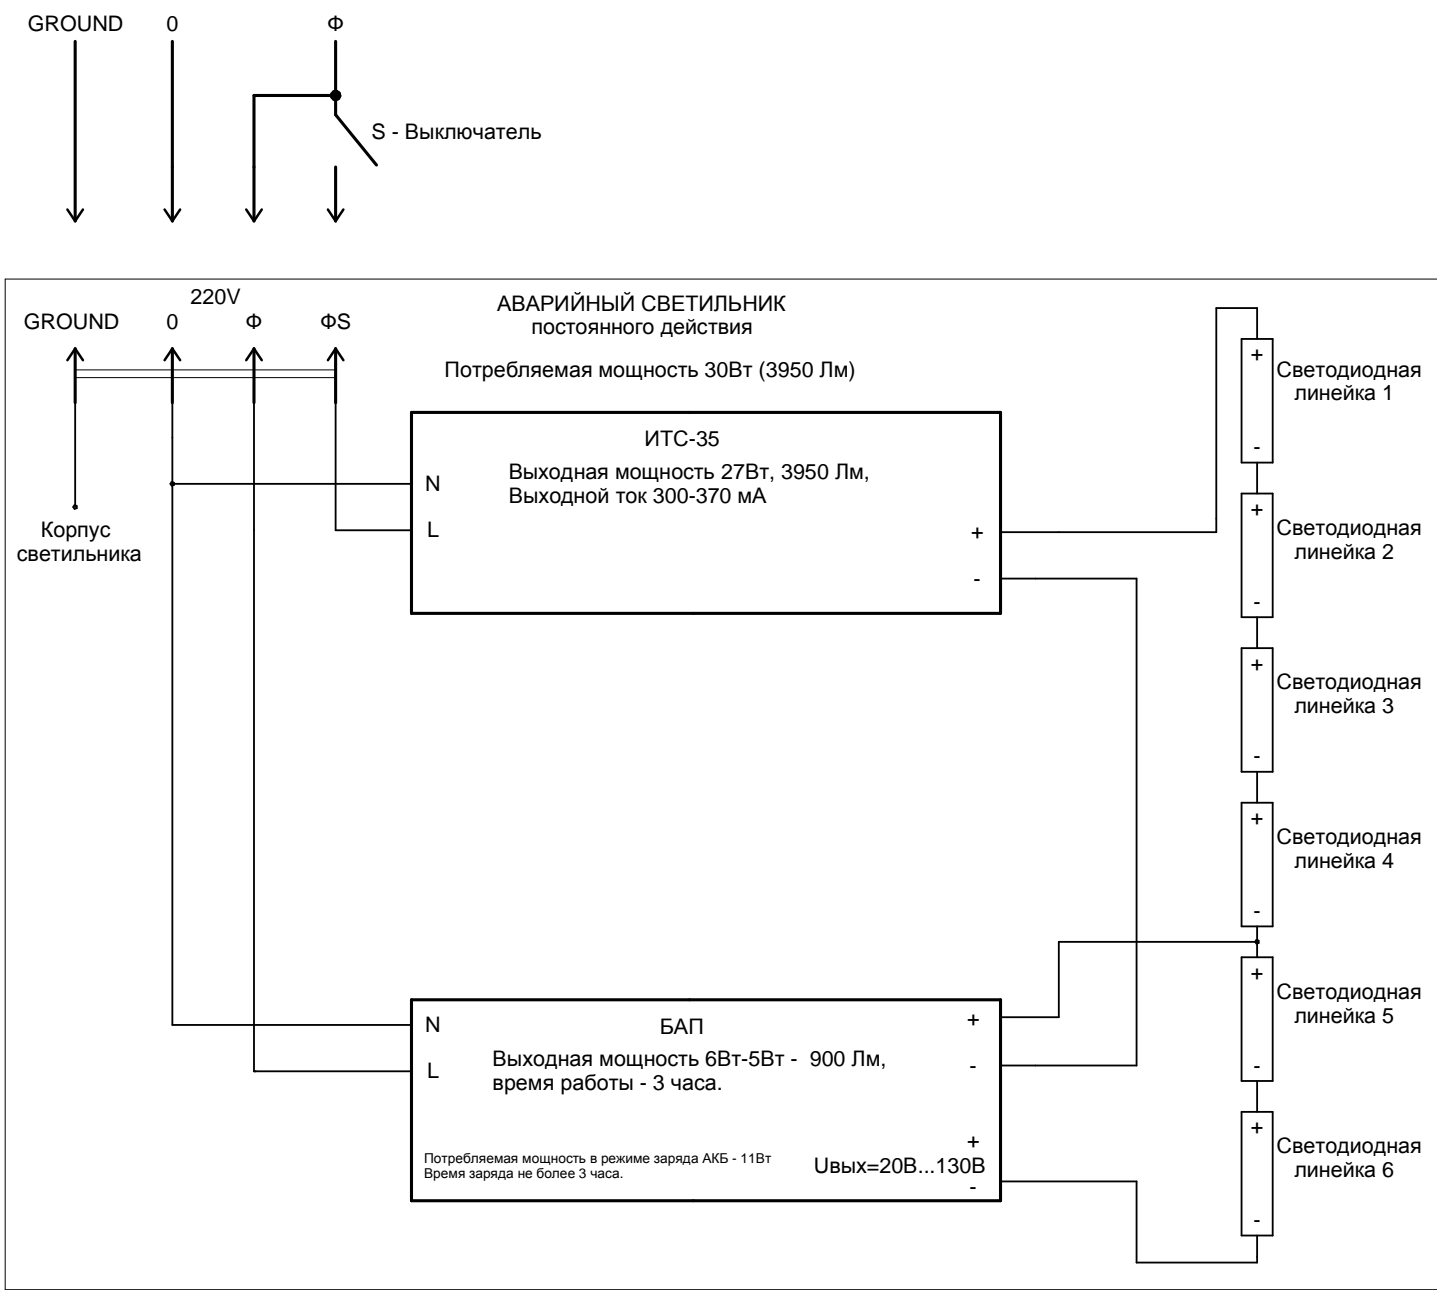 GROUND 0 Ф
S - Выключатель
220V
GROUND 0 Ф ФS
АВАРИЙНЫЙ СВЕТИЛЬНИК
постоянного действия
Потребляемая мощность 30Вт (3950 Лм)
ИТС-35
Выходная мощность 27Вт, 3950 Лм,
Выходной ток 300-370 мА
N
L
+
-
Корпус
светильника
+
Светодиодная
линейка 1
-
+
Светодиодная
линейка 2
-
+
Светодиодная
линейка 3
-
+
Светодиодная
линейка 4
-
+
Светодиодная
линейка 5
-
+
Светодиодная
линейка 6
-
N
L
БАП
Выходная мощность 6Вт-5Вт - 900 Лм,
время работы - 3 часа.
+
-
Потребляемая мощность в режиме заряда АКБ - 11Вт
Время заряда не более 3 часа.
+
Uвых=20В...130В
-